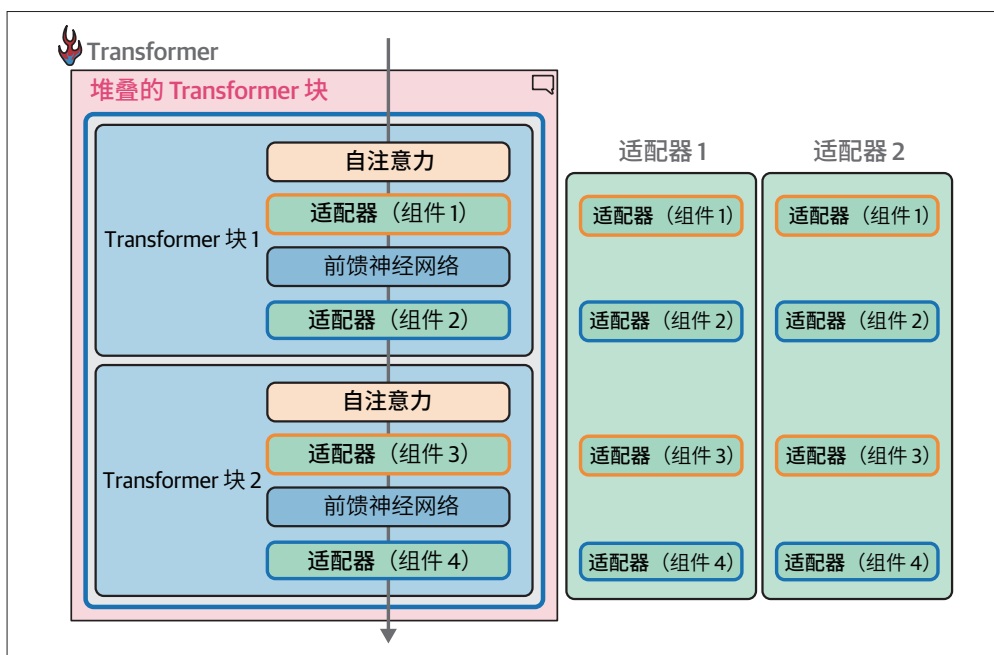 Transformer
堆叠的 Transformer 块
自注意力
适配器（组件 1）
Transformer 块 1
前馈神经网络
适配器（组件 2）
自注意力
适配器（组件 3）
Transformer 块 2
前馈神经网络
适配器（组件 4）
适配器 1
适配器（组件 1）
适配器（组件 2）
适配器（组件 3）
适配器（组件 4）
适配器 2
适配器（组件 1）
适配器（组件 2）
适配器（组件 3）
适配器（组件 4）